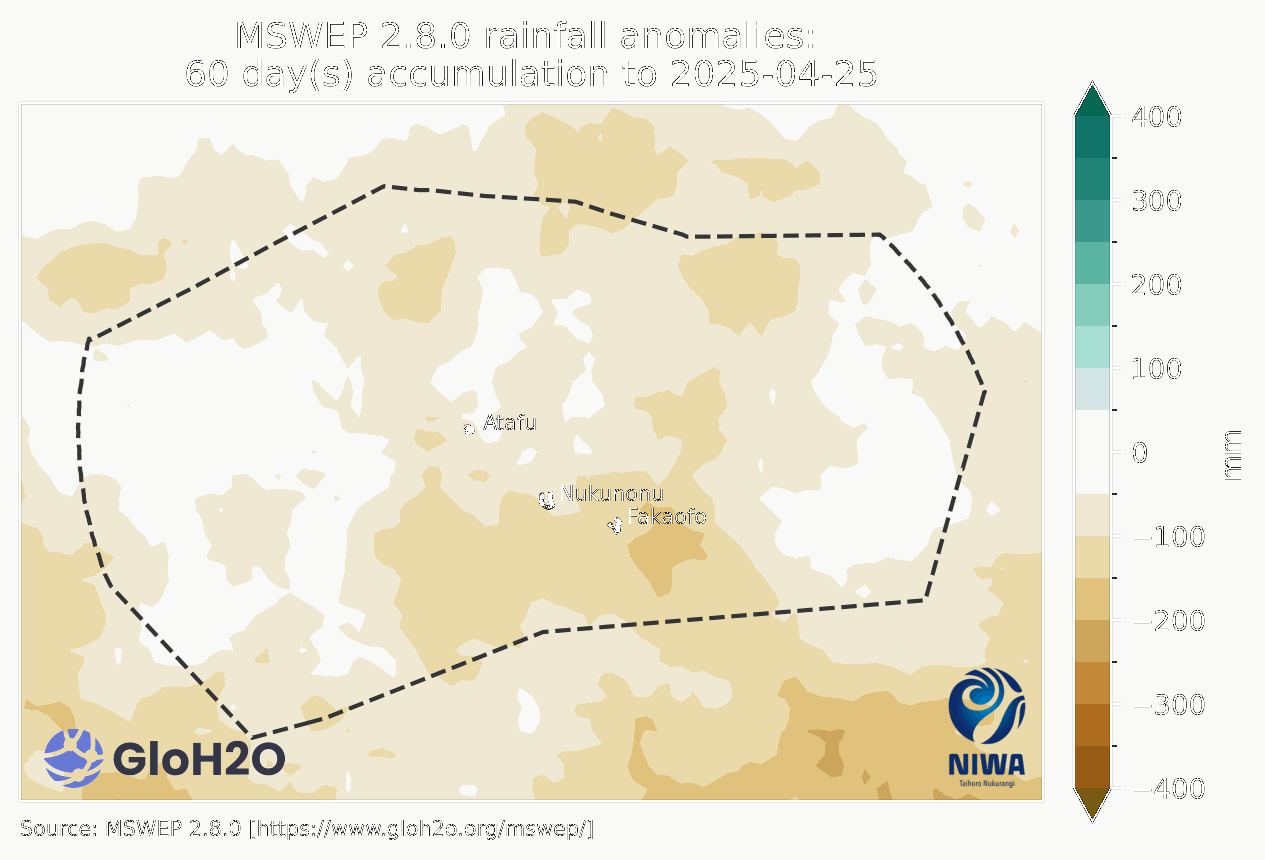 MSWEP 2.8.0 rainfall anomalies:
60 day(s) accumulation to 2025-04-25
400
300
200
100
0
−100
−200
−300
−400
mm
Atafu
Nukunonu
Fakaofo
GloH2O
NIWA
Taihoro Nukurangi
Source: MSWEP 2.8.0 [https://www.gloh2o.org/mswep/]